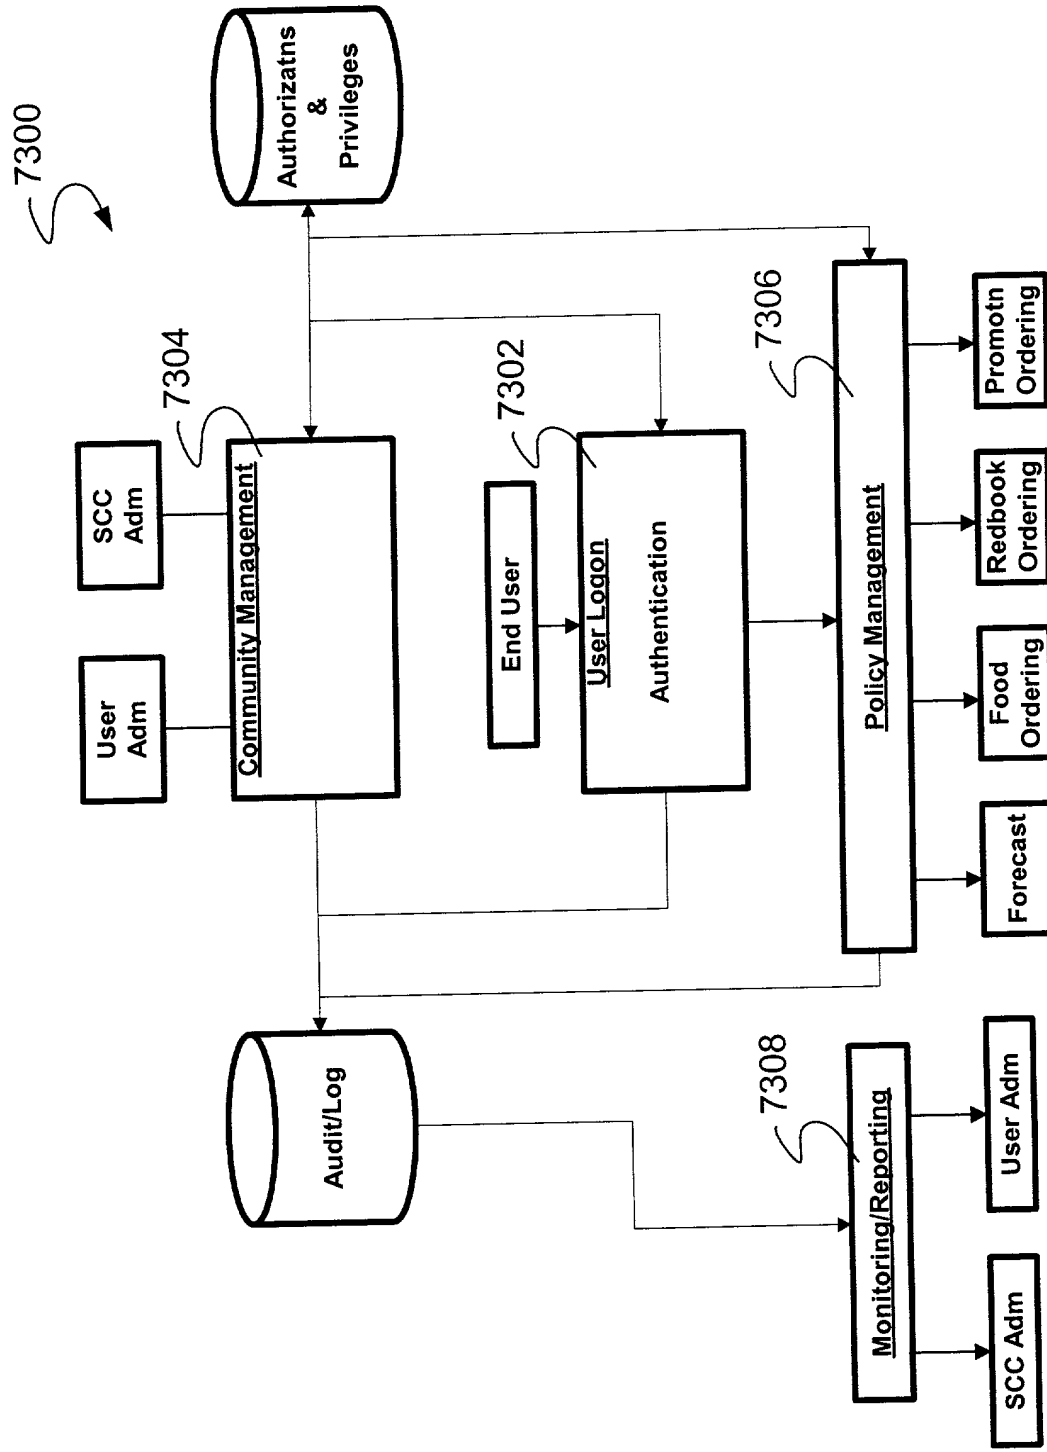 7300
User
Adm
SCC
Adm
7304
Community Management
Audit/Log
Authorizatns
&
Privileges
End User
7302
User Logon
Authentication
7308
Monitoring/Reporting
7306
Policy Management
SCC Adm
User Adm
Forecast
Food
Ordering
Redbook
Ordering
Promotn
Ordering